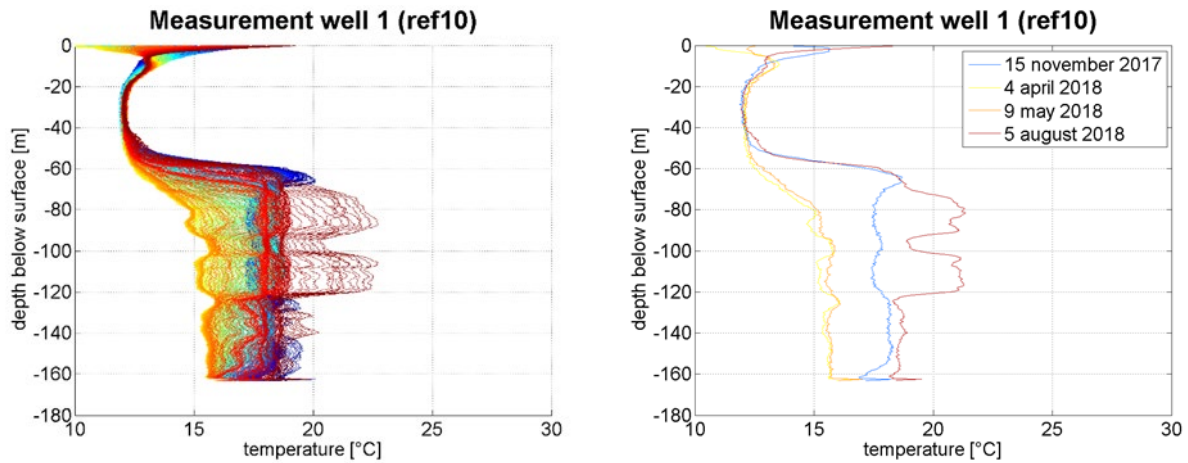 Measurement well 1 (ref10)
0
-20
-40
-60
-80
-100
-120
-140
-160
-180
depth below surface [m]
10 15 20 25 30
temperature [°C]
Measurement well 1 (ref10)
15 november 2017
4 april 2018
9 may 2018
5 august 2018
0
-20
-40
-60
-80
-100
-120
-140
-160
-180
depth below surface [m]
10 15 20 25 30
temperature [°C]